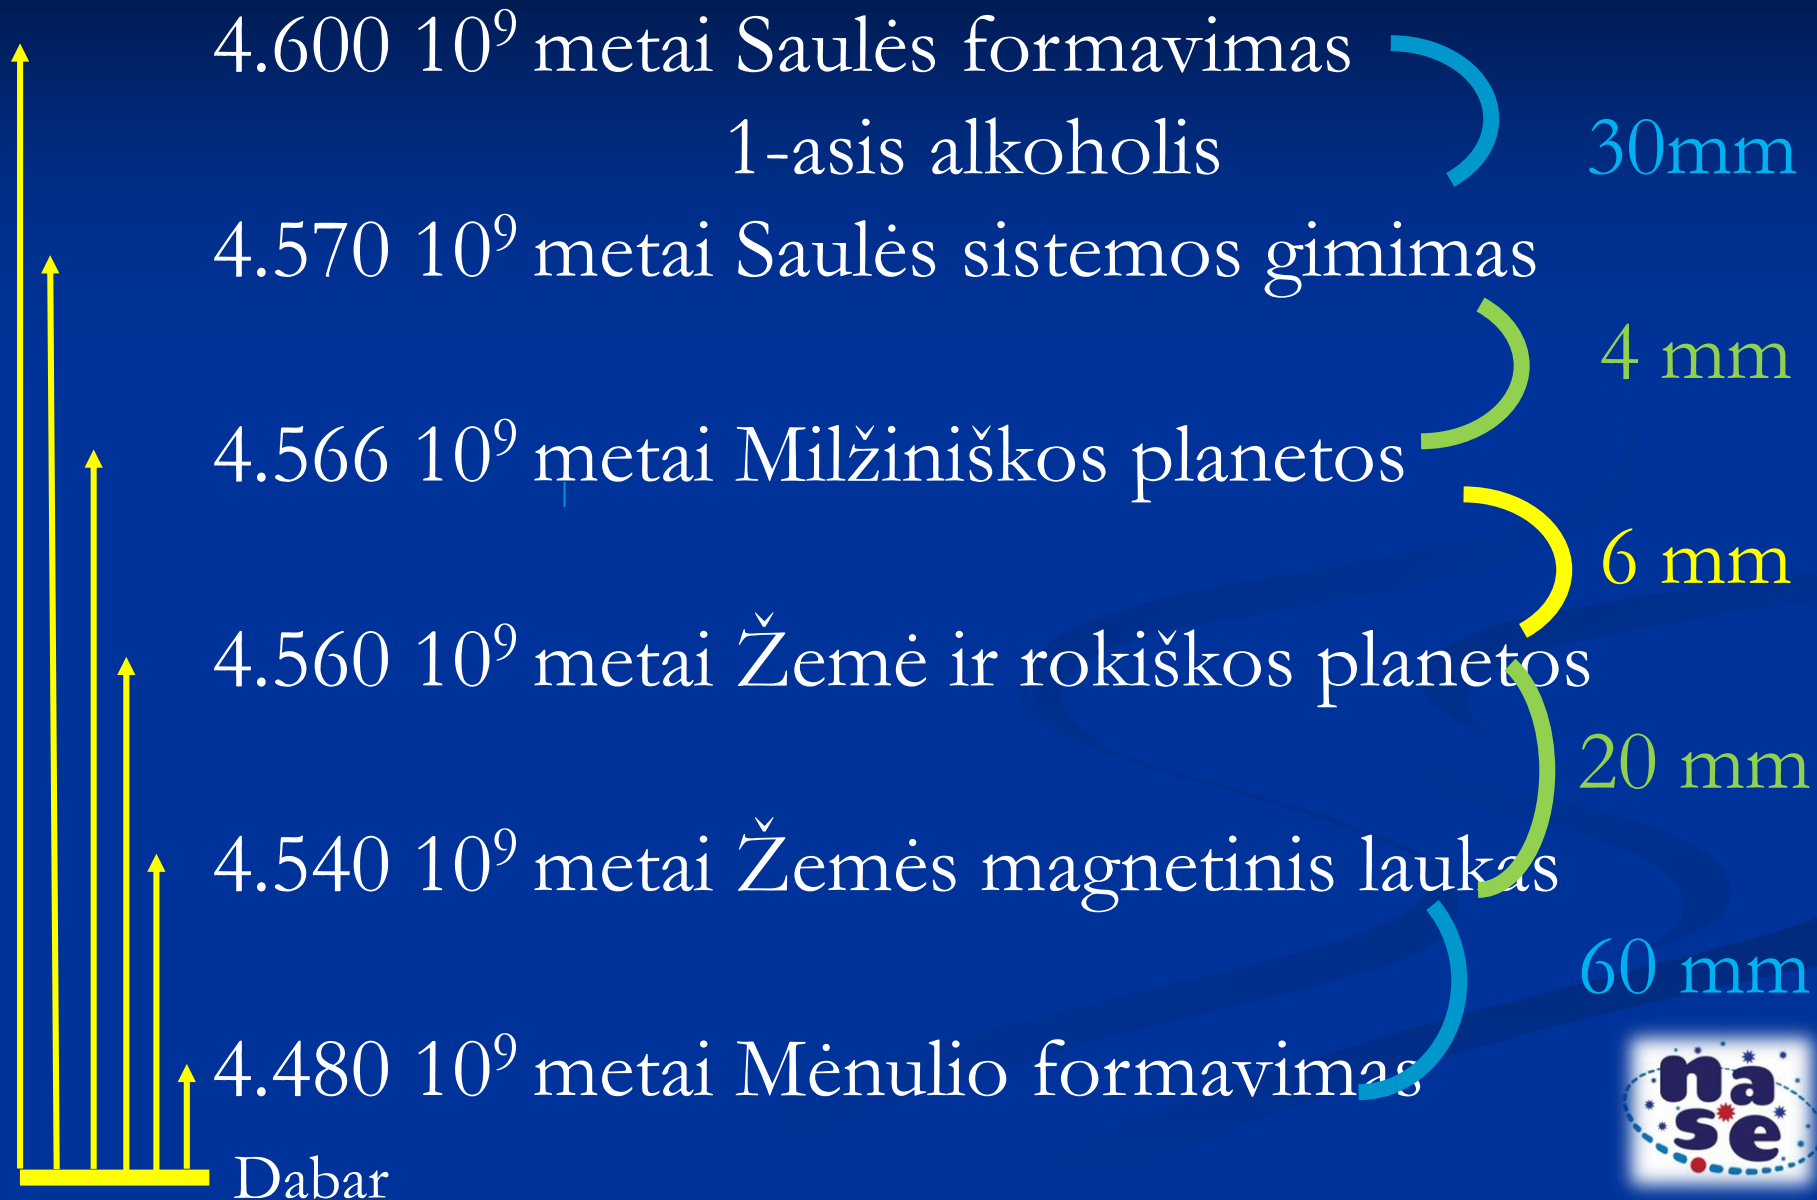 4.600 10⁹ metai Saulės formavimas
1-asis alkoholis
30mm
4.570 10⁹ metai Saulės sistemos gimimas
4 mm
4.566 10⁹ metai Milžiniškos planetos
6 mm
4.560 10⁹ metai Žemė ir rokiškos planetos
20 mm
4.540 10⁹ metai Žemės magnetinis laukas
60 mm
4.480 10⁹ metai Mėnulio formavimas
Dabar
na
se